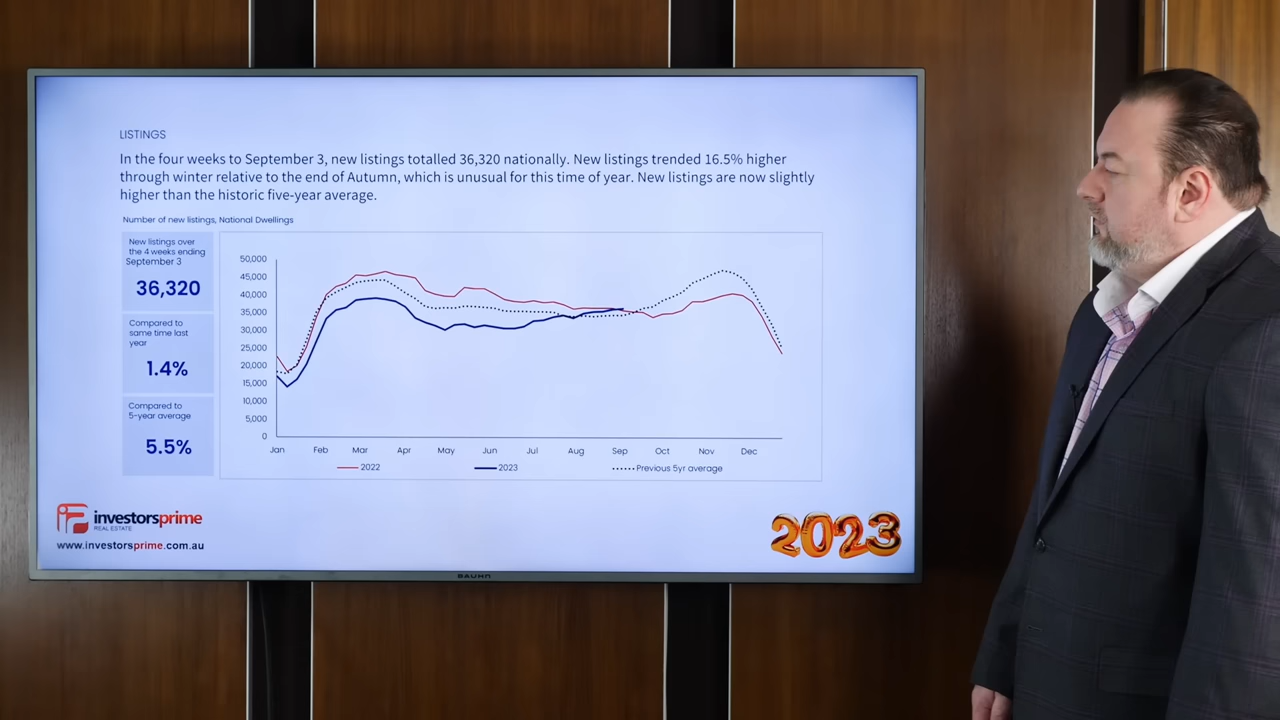 LISTINGS
In the four weeks to September 3, new listings totalled 36,320 nationally. New listings trended 16.5% higher
through winter relative to the end of Autumn, which is unusual for this time of year. New listings are now slightly
higher than the historic five-year average.
Number of new listings, National Dwellings
New listings over
the 4 weeks ending
September 3
36,320
Compared to
same time last
year
1.4%
Compared to
5-year average
5.5%
50,000
45,000
40,000
35,000
30,000
25,000
20,000
15,000
10,000
5,000
0
Jan Feb Mar Apr May Jun Jul Aug Sep Oct Nov Dec
2022 2023 Previous 5yr average
investorsprime
REAL ESTATE
www.investorsprime.com.au
2023
BAUHN